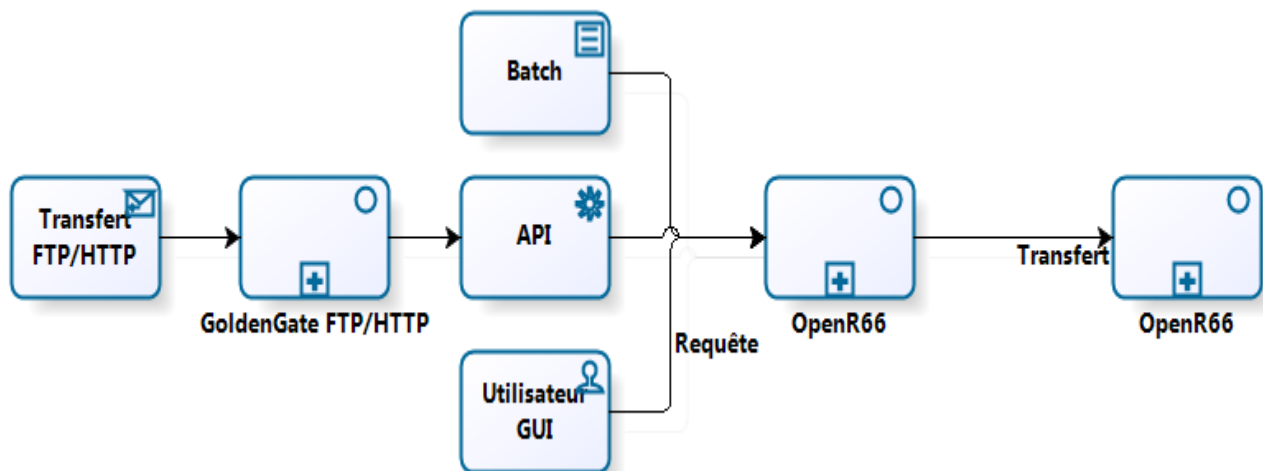 Batch
Transfert
FTP/HTTP
API
Transfert
GoldenGate FTP/HTTP
OpenR66
OpenR66
Requête
Utilisateur
GUI